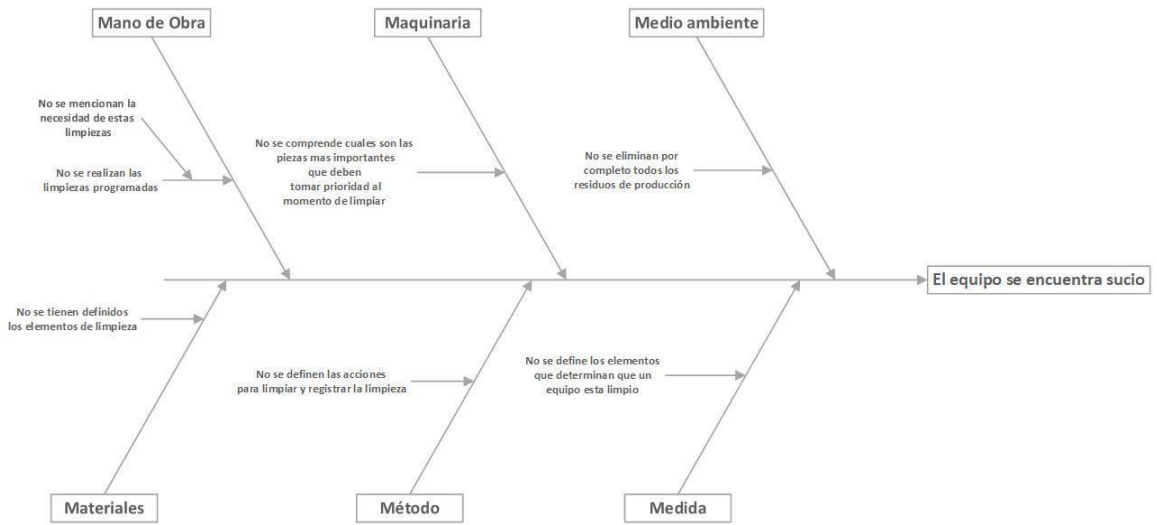 Mano de Obra
Maquinaria
Medio ambiente
No se mencionan la
necesidad de estas
limpiezas
No se realizan las
limpiezas programadas
No se comprende cuales son las
piezas mas importantes
que deben
tomar prioridad al
momento de limpiar
No se eliminan por
completo todos los
residuos de producción
El equipo se encuentra sucio
No se tienen definidos
los elementos de limpieza
No se definen las acciones
para limpiar y registrar la limpieza
No se define los elementos
que determinan que un
equipo esta limpio
Materiales
Método
Medida